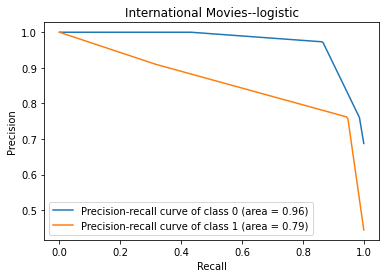 International Movies--logistic
1.0
0.9
0.8
0.7
0.6
0.5
Precision
Precision-recall curve of class 0 (area = 0.96)
Precision-recall curve of class 1 (area = 0.79)
0.0 0.2 0.4 0.6 0.8 1.0
Recall